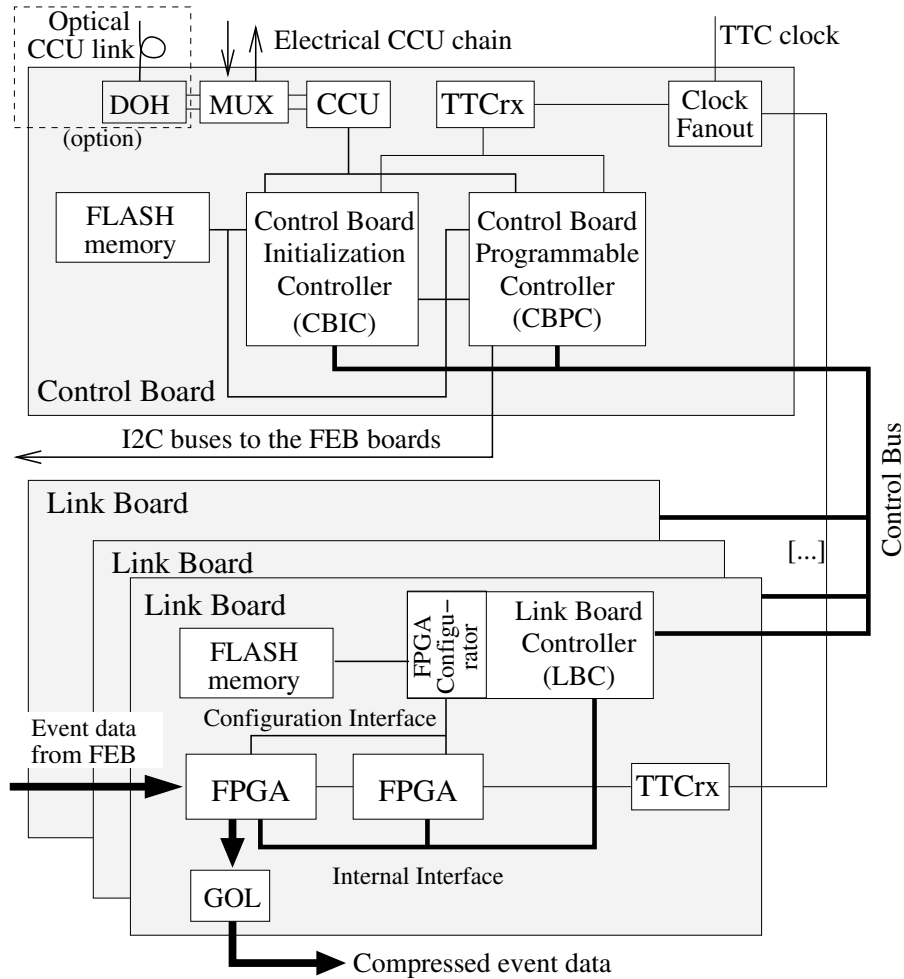 Optical
CCU link
Electrical CCU chain
TTC clock
DOH
MUX
CCU
TTCrx
Clock
Fanout
(option)
FLASH
memory
Control Board
Initialization
Controller
(CBIC)
Control Board
Programmable
Controller
(CBPC)
Control Board
I2C buses to the FEB boards
Control Bus
Link Board
[...]
Link Board
Link Board
FLASH
memory
FPGA
Configu-
rator
Link Board
Controller
(LBC)
Configuration Interface
Event data
from FEB
FPGA
FPGA
TTCrx
Internal Interface
GOL
Compressed event data